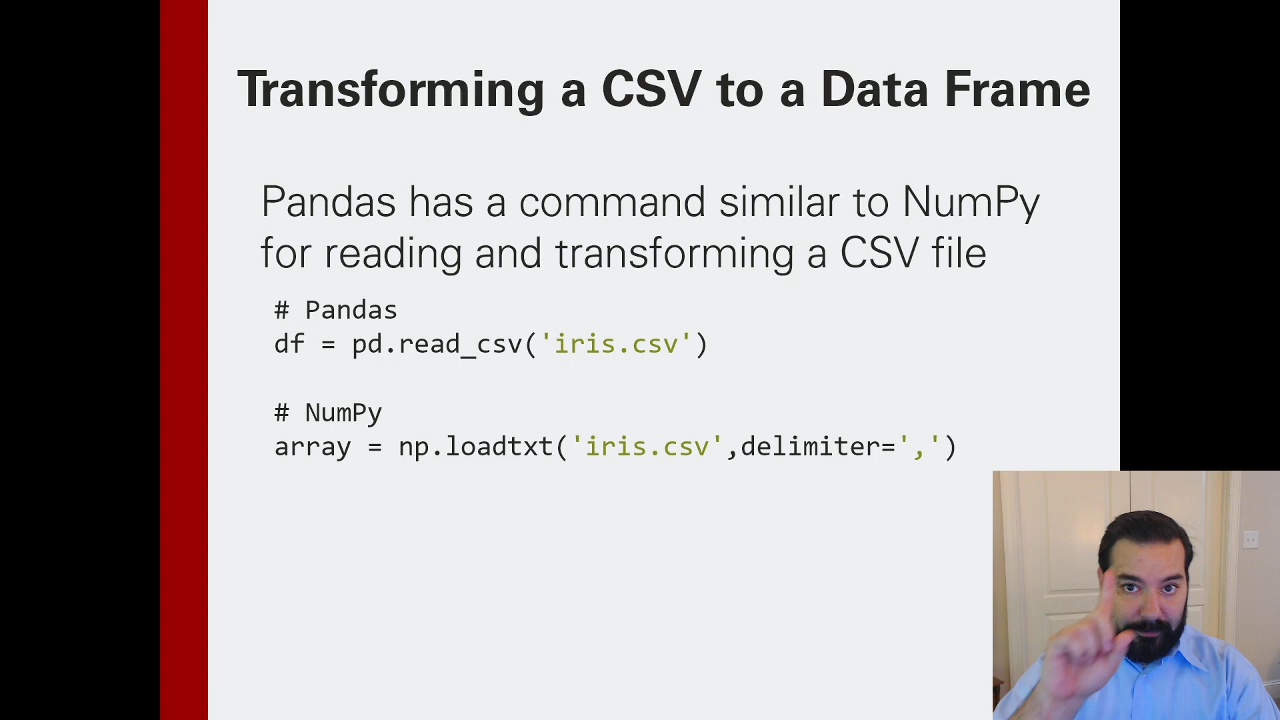 Transforming a CSV to a Data Frame
Pandas has a command similar to NumPy
for reading and transforming a CSV file
# Pandas
df = pd.read_csv('iris.csv')
# NumPy
array = np.loadtxt('iris.csv',delimiter=',')